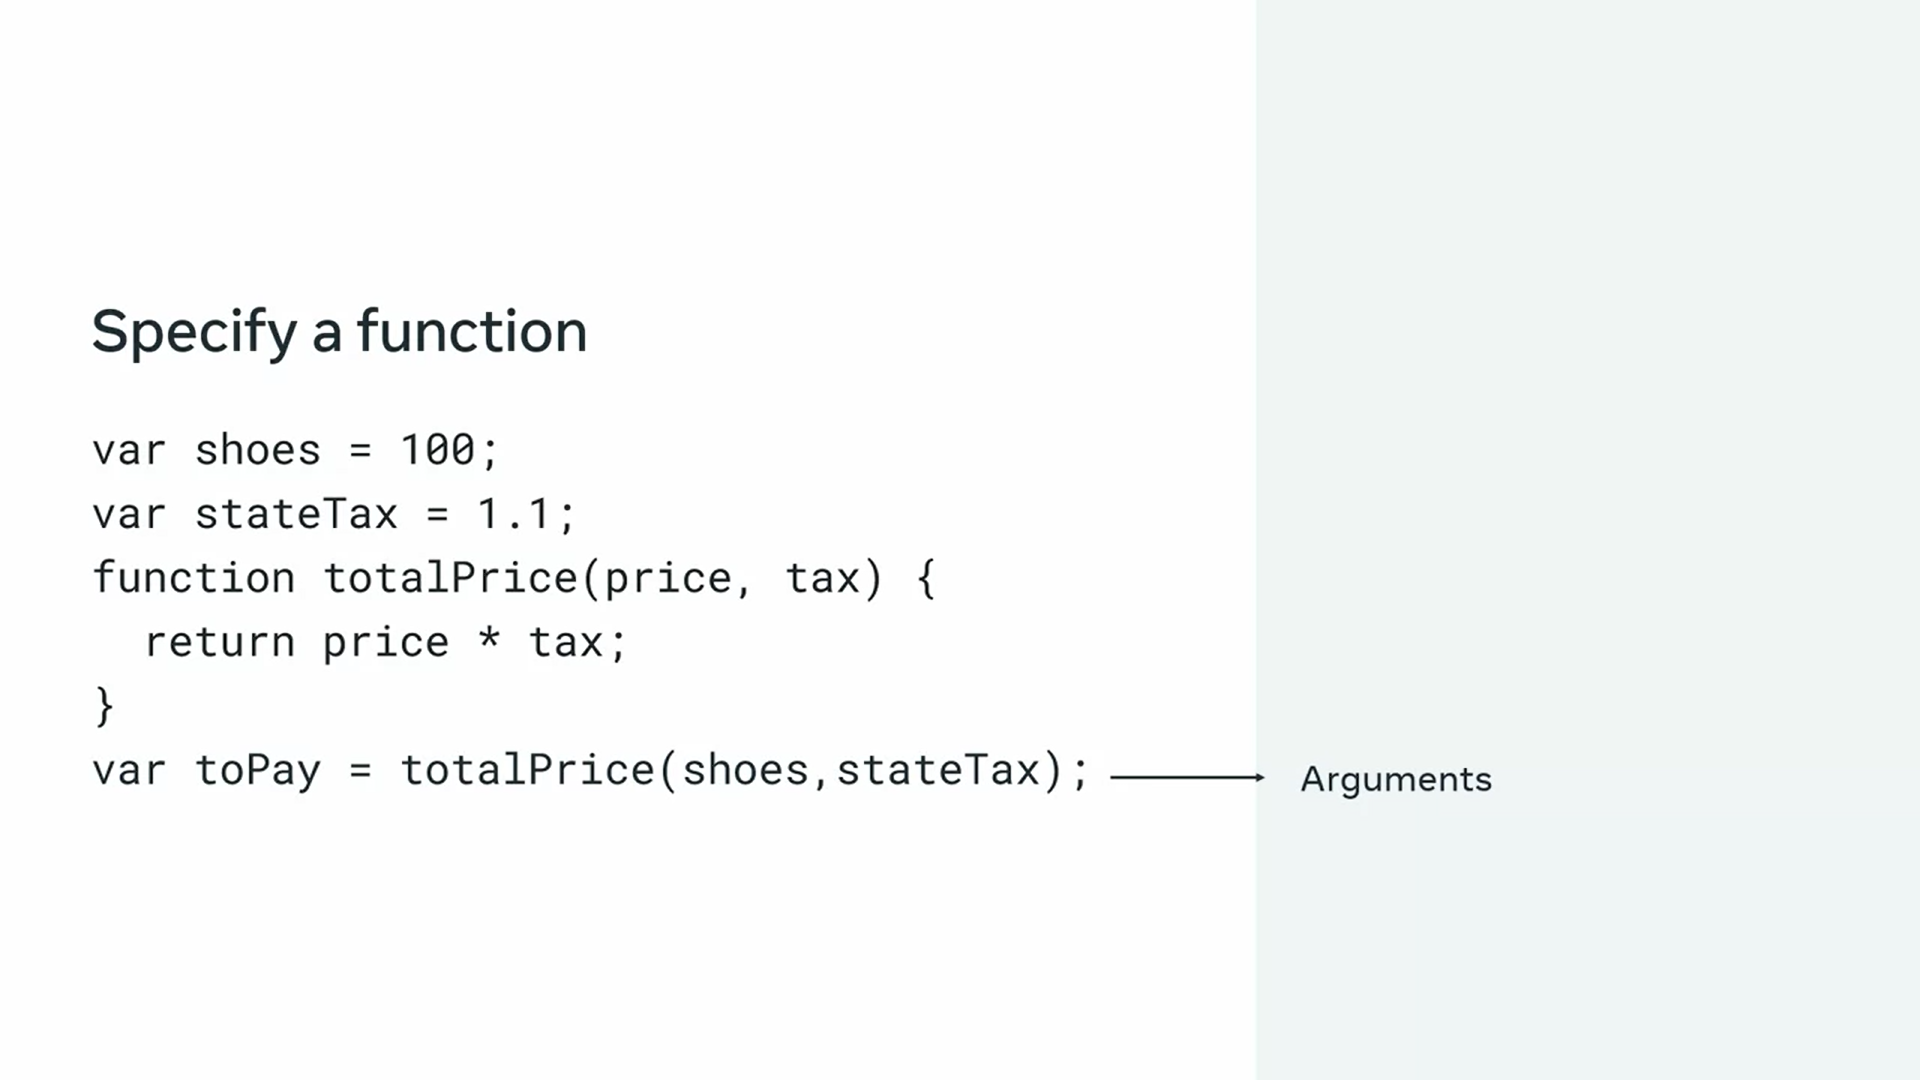 Specify a function
var shoes = 100;
var stateTax = 1.1;
function totalPrice(price, tax) {
  return price * tax;
}
var toPay = totalPrice(shoes,stateTax);
Arguments